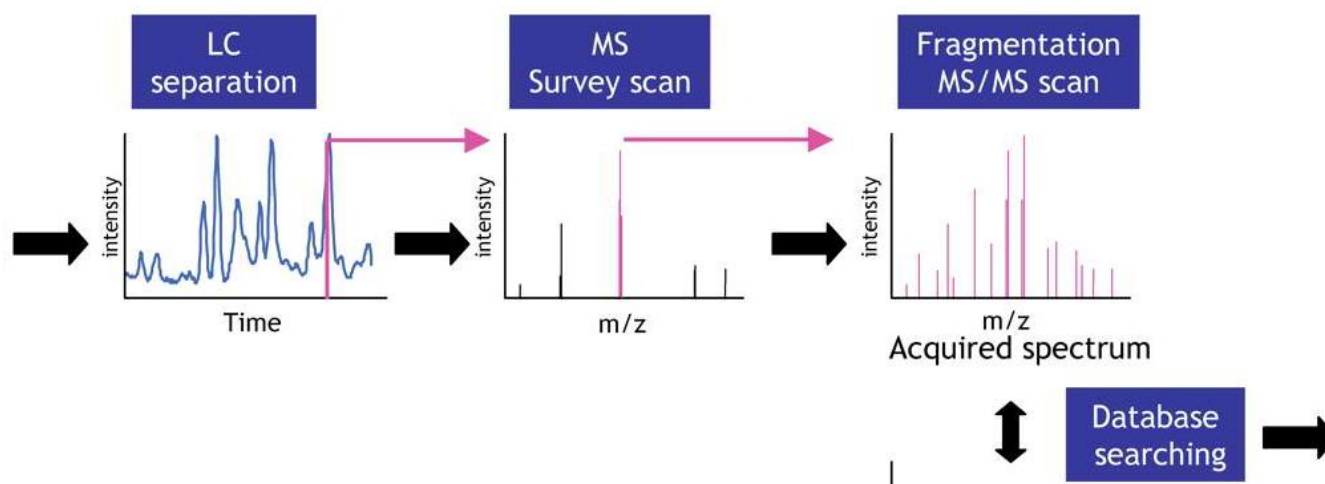 LC
separation
MS
Survey scan
Fragmentation
MS/MS scan
intensity
Time
intensity
m/z
intensity
m/z
Acquired spectrum
Database
searching